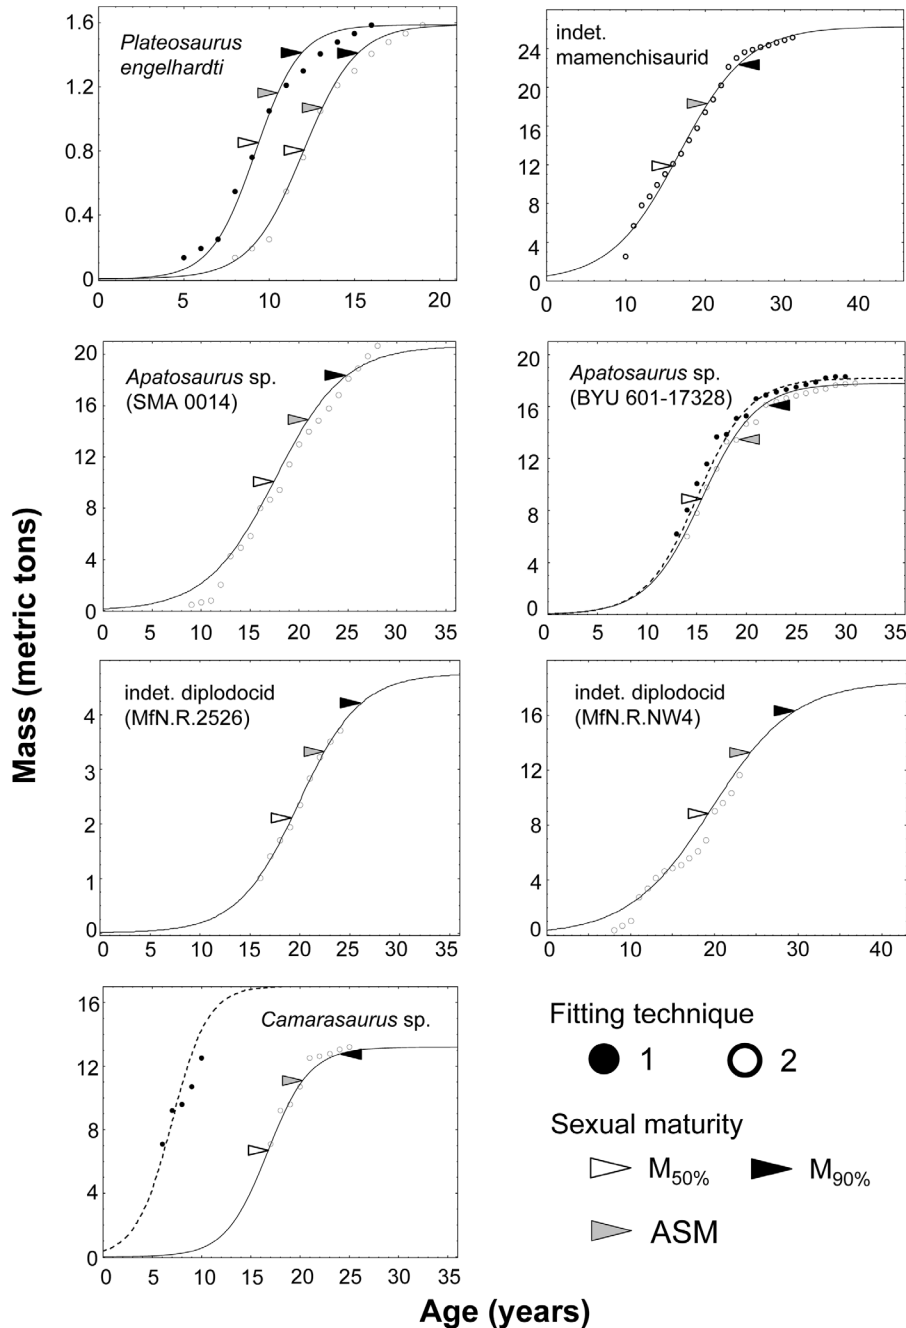 Mass (metric tons)
Plateosaurus
engelhardti
1.6
1.2
0.8
0.4
0
0 5 10 15 20
indet.
mamenchisaurid
24
20
16
12
8
4
0
0 10 20 30 40
Apatosaurus sp.
(SMA 0014)
20
16
12
8
4
0
0 5 10 15 20 25 30 35
Apatosaurus sp.
(BYU 601-17328)
20
16
12
8
4
0
0 5 10 15 20 25 30 35
indet. diplodocid
(MfN.R.2526)
4
3
2
1
0
0 5 10 15 20 25 30 35
indet. diplodocid
(MfN.R.NW4)
16
12
8
4
0
0 10 20 30 40
Camarasaurus sp.
16
12
8
4
0
0 5 10 15 20 25 30 35
Fitting technique
1 2
Sexual maturity
M50% M90%
ASM
Age (years)